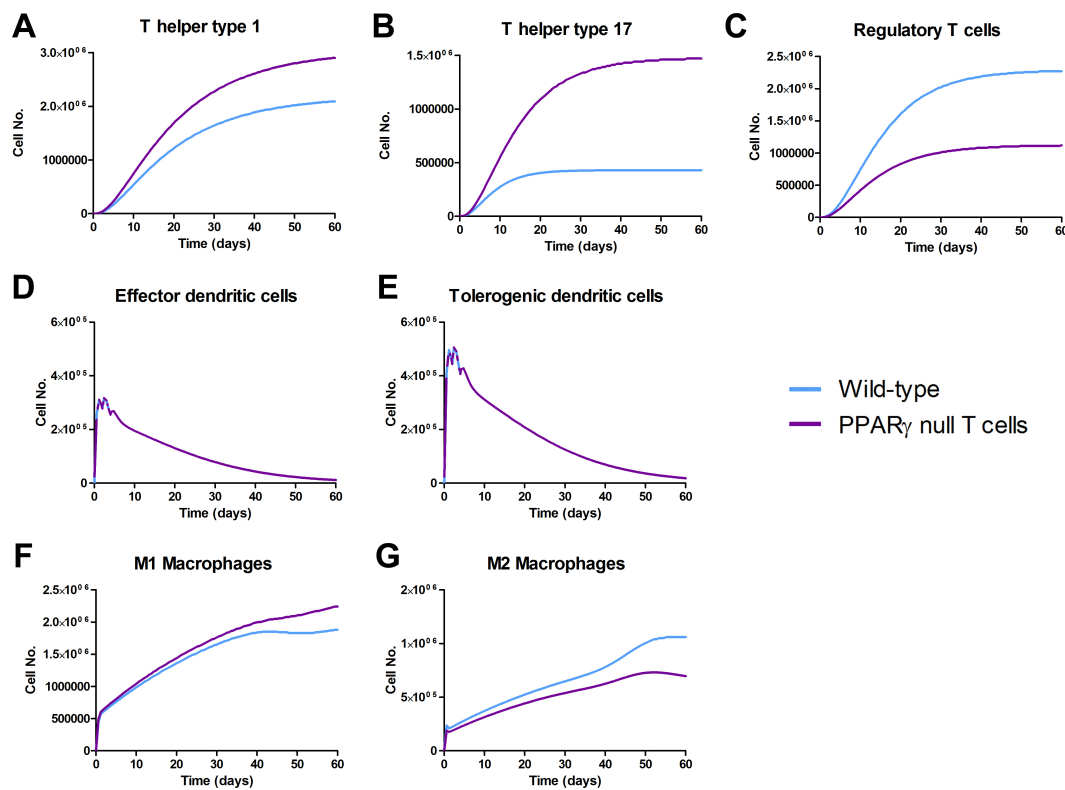 A
T helper type 1
3.0×10⁰⁶
2.0×10⁰⁶
1000000
0
Cell No.
0 10 20 30 40 50 60
Time (days)
B
T helper type 17
1.5×10⁰⁶
1000000
500000
0
Cell No.
0 10 20 30 40 50 60
Time (days)
C
Regulatory T cells
2.5×10⁰⁶
2.0×10⁰⁶
1.5×10⁰⁶
1000000
500000
0
Cell No.
0 10 20 30 40 50 60
Time (days)
D
Effector dendritic cells
6×10⁰⁵
4×10⁰⁵
2×10⁰⁵
0
Cell No.
0 10 20 30 40 50 60
Time (days)
E
Tolerogenic dendritic cells
6×10⁰⁵
4×10⁰⁵
2×10⁰⁵
0
Cell No.
0 10 20 30 40 50 60
Time (days)
Wild-type
PPARγ null T cells
F
M1 Macrophages
2.5×10⁰⁶
2.0×10⁰⁶
1.5×10⁰⁶
1000000
500000
0
Cell No.
0 10 20 30 40 50 60
Time (days)
G
M2 Macrophages
2×10⁰⁶
1×10⁰⁶
5×10⁰⁵
0
Cell No.
0 10 20 30 40 50 60
Time (days)